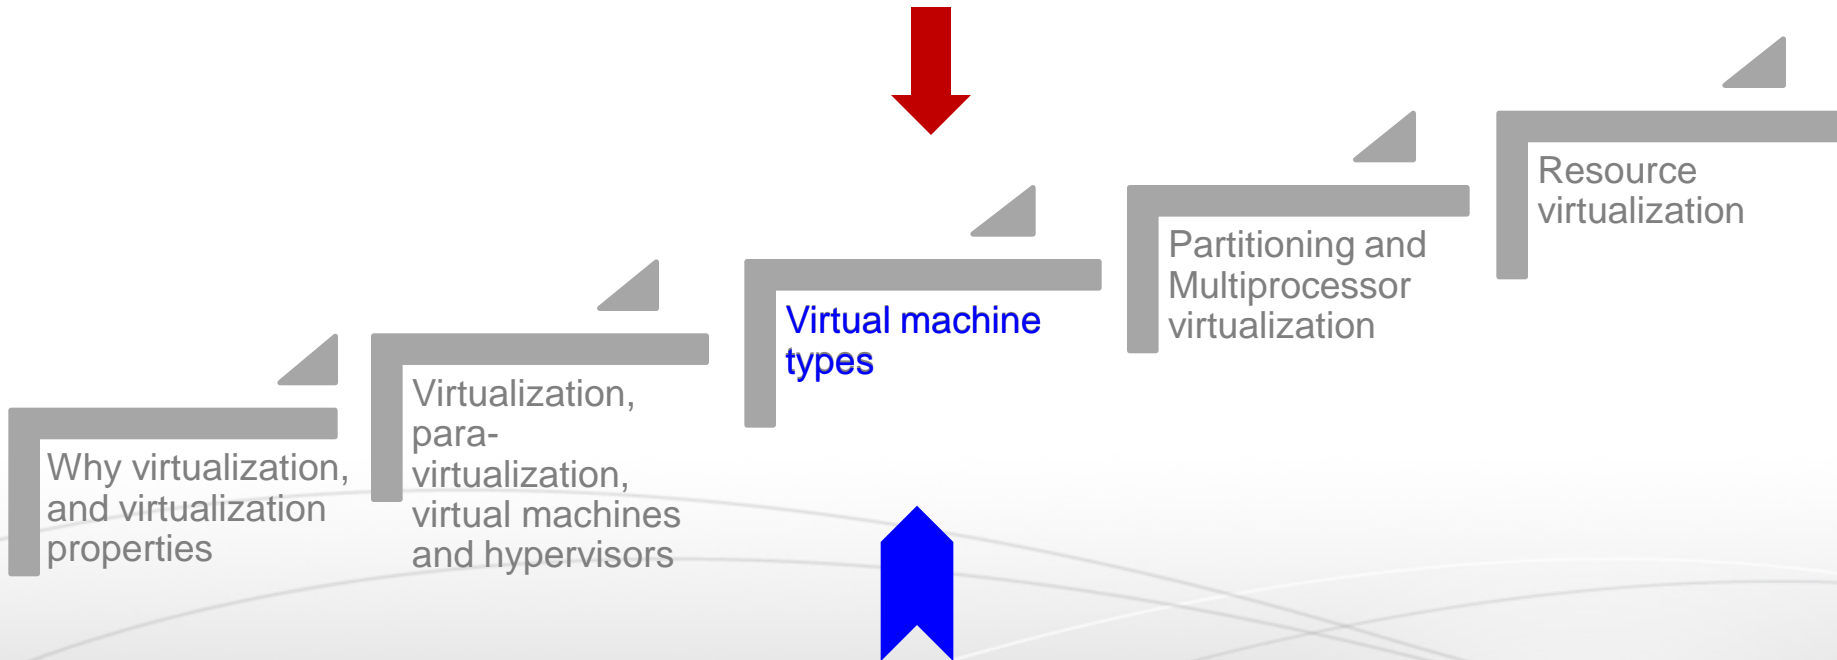 Why virtualization,
and virtualization
properties
Virtualization,
para-
virtualization,
virtual machines
and hypervisors
Virtual machine
types
Partitioning and
Multiprocessor
virtualization
Resource
virtualization